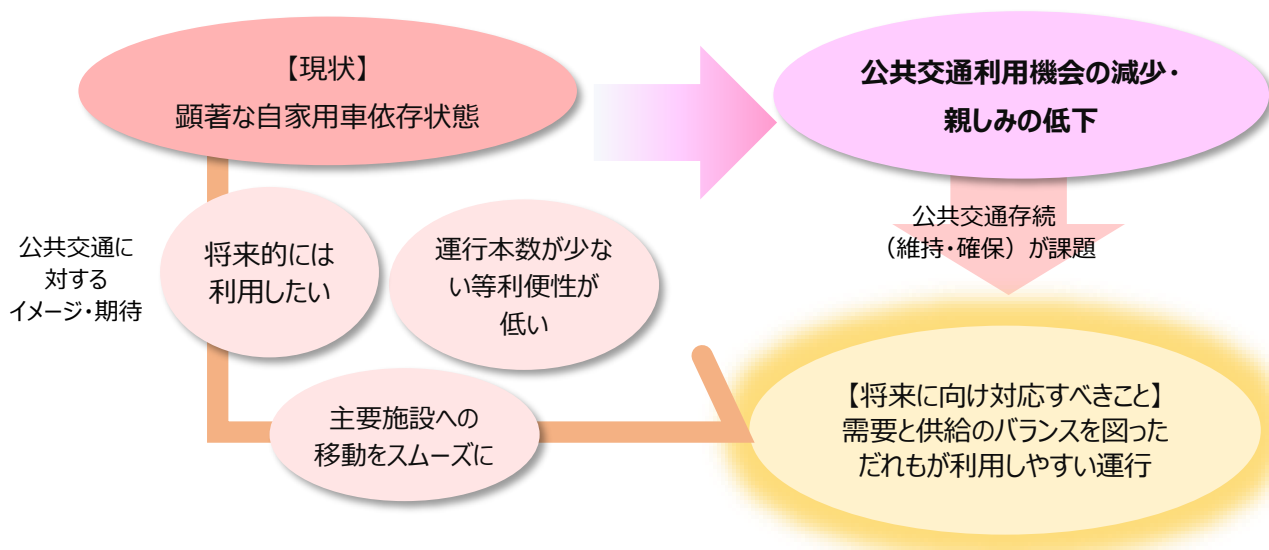 【現状】
顕著な自家用車依存状態
公共交通利用機会の減少・
親しみの低下
公共交通に
対する
イメージ・期待
将来的には
利用したい
運行本数が少な
い等利便性が
低い
主要施設への
移動をスムーズに
公共交通存続
（維持・確保）が課題
【将来に向け対応すべきこと】
需要と供給のバランスを図った
だれもが利用しやすい運行